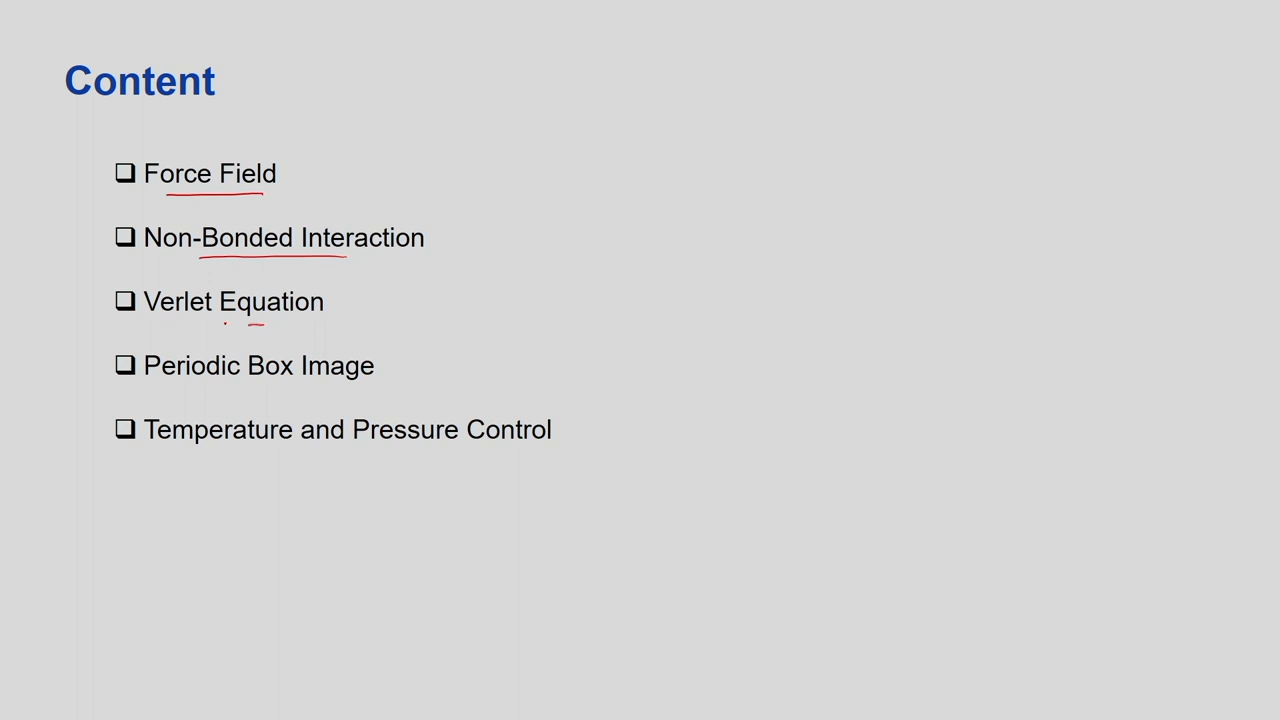 Content
❑ Force Field
❑ Non-Bonded Interaction
❑ Verlet Equation
❑ Periodic Box Image
❑ Temperature and Pressure Control